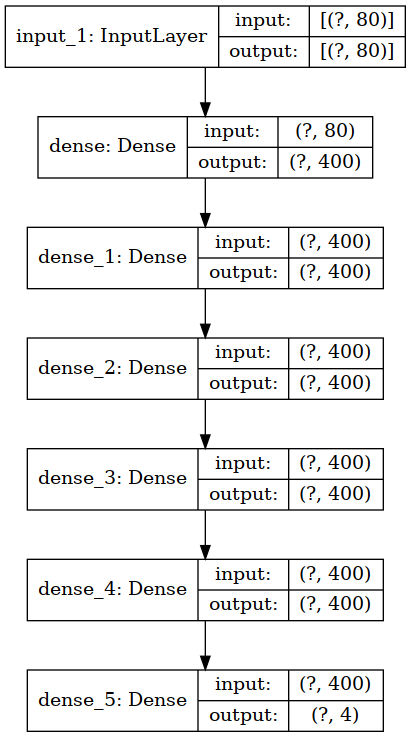 input_1: InputLayer
input: [(?, 80)]
output: [(?, 80)]
dense: Dense
input: (?, 80)
output: (?, 400)
dense_1: Dense
input: (?, 400)
output: (?, 400)
dense_2: Dense
input: (?, 400)
output: (?, 400)
dense_3: Dense
input: (?, 400)
output: (?, 400)
dense_4: Dense
input: (?, 400)
output: (?, 400)
dense_5: Dense
input: (?, 400)
output: (?, 4)